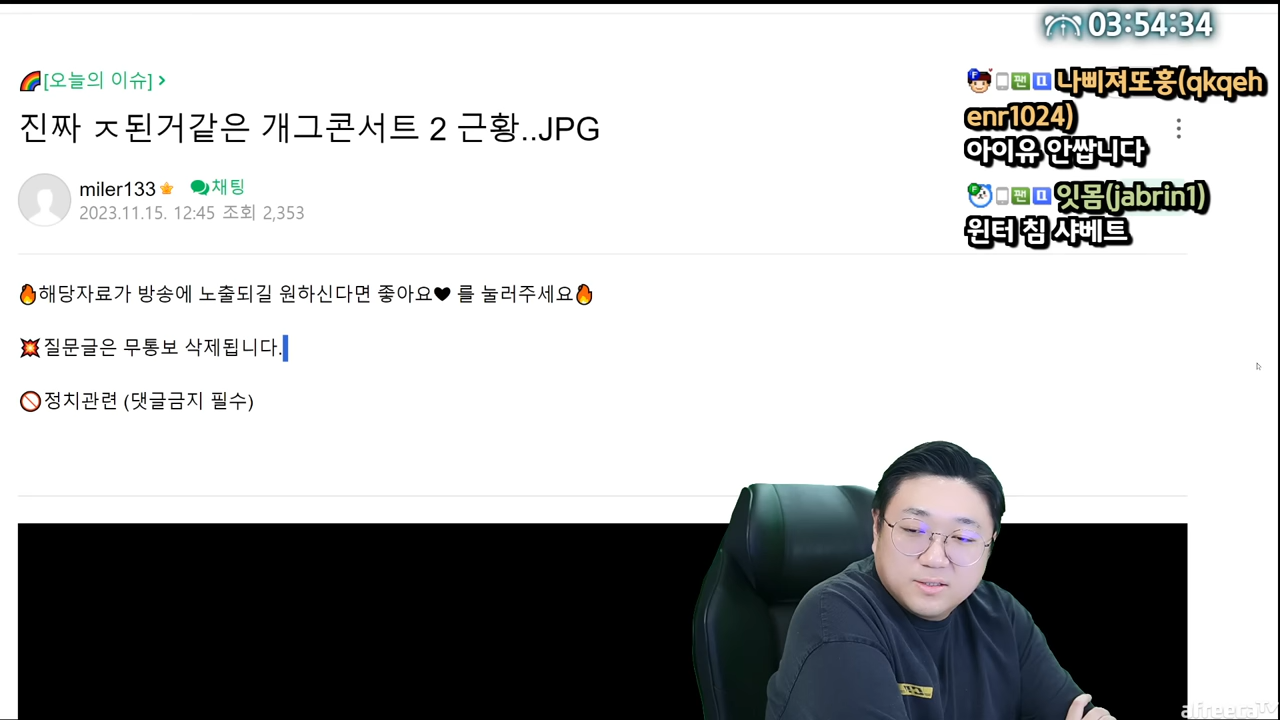 03:54:34
[오늘의 이슈] >
진짜 ㅈ된거같은 개그콘서트 2 근황..JPG
miler133 채팅
2023.11.15. 12:45 조회 2,353
F 팬 나삐져또흥(qkqeh
enr1024)
아이유 안쌉니다
F 팬 잇몸(jabrin1)
윈터 침 샤베트
해당자료가 방송에 노출되길 원하신다면 좋아요🖤 를 눌러주세요
질문글은 무통보 삭제됩니다.
정치관련 (댓글금지 필수)
afreecaTV